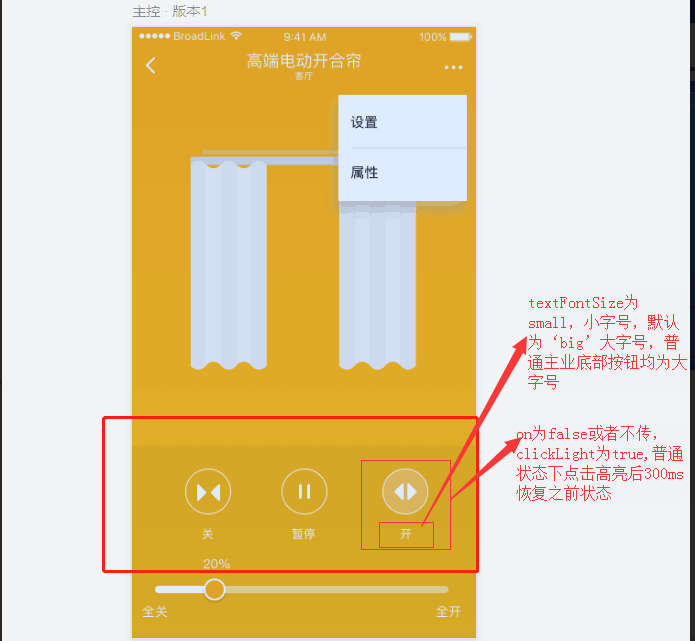 主控 · 版本1
●●●●● BroadLink 9:41 AM 100%
高端电动开合帘
客厅
设置
属性
textFontSize为
small, 小字号, 默认
为‘big’大字号, 普
通主业底部按钮均为大
字号
on为false或者不传,
clickLight为true,普通
状态下点击高亮后300ms
恢复之前状态
关 暂停 开
20%
全关 全开